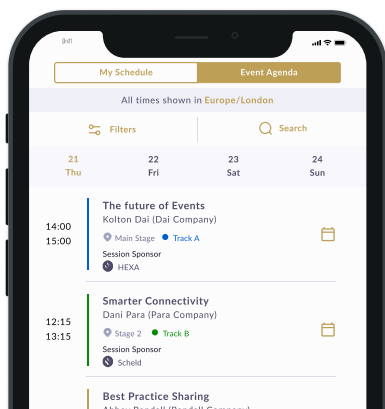 My Schedule
Event Agenda
All times shown in Europe/London
Filters
Search
21 22 23 24
Thu Fri Sat Sun
The future of Events
Kolton Dai (Dai Company)
14:00
15:00
Main Stage Track A
Session Sponsor
HEXA
Smarter Connectivity
Dani Para (Para Company)
12:15
13:15
Stage 2 Track B
Session Sponsor
Scheld
Best Practice Sharing